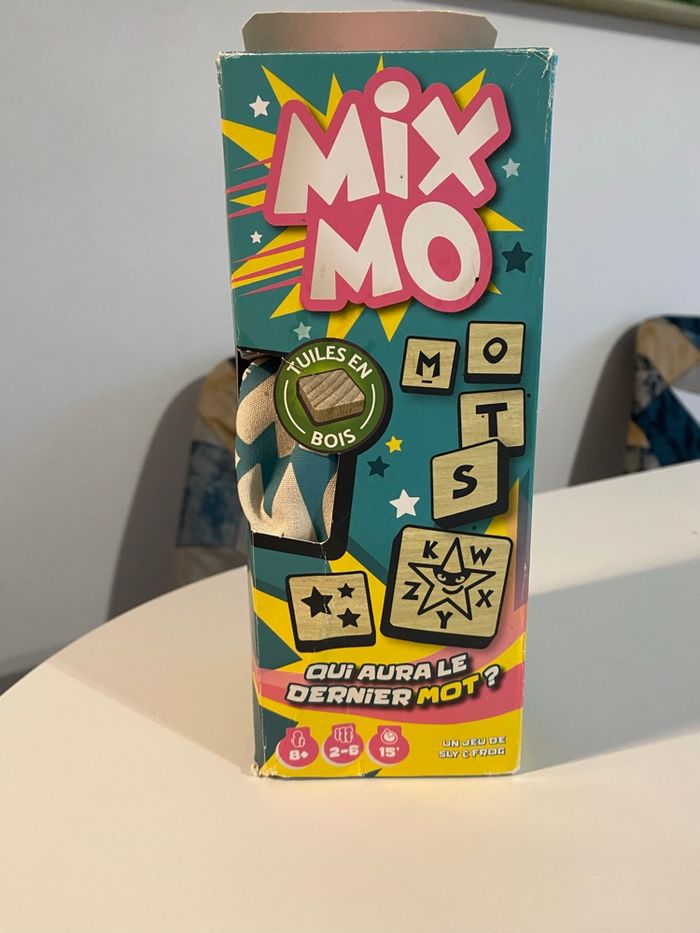 MiX
MO
TUILES EN
BOIS
M
O
T
S
K W
Z X
Y
QUI AURA LE
DERNIER MOT ?
8+
2-6
15'
UN JEU DE
SLY & FROG